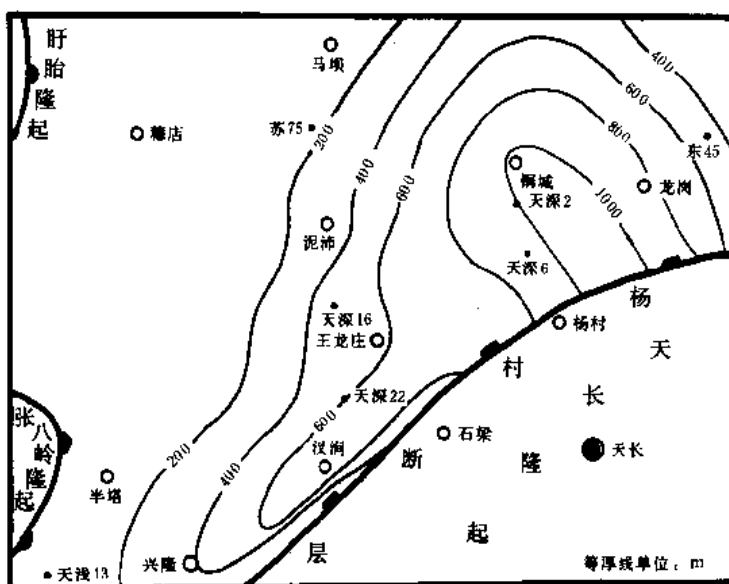 盱眙隆起
马坝
苏75
东45
铜城
龙岗
天深2
天深6
泥沛
天深16
王龙庄
天深22
汊涧
石梁
杨村
天长
半塔
兴隆
天浅13
张八岭隆起
杨村断层
天长隆起
200
400
600
400
600
800
1000
200
400
600
等厚线单位：m